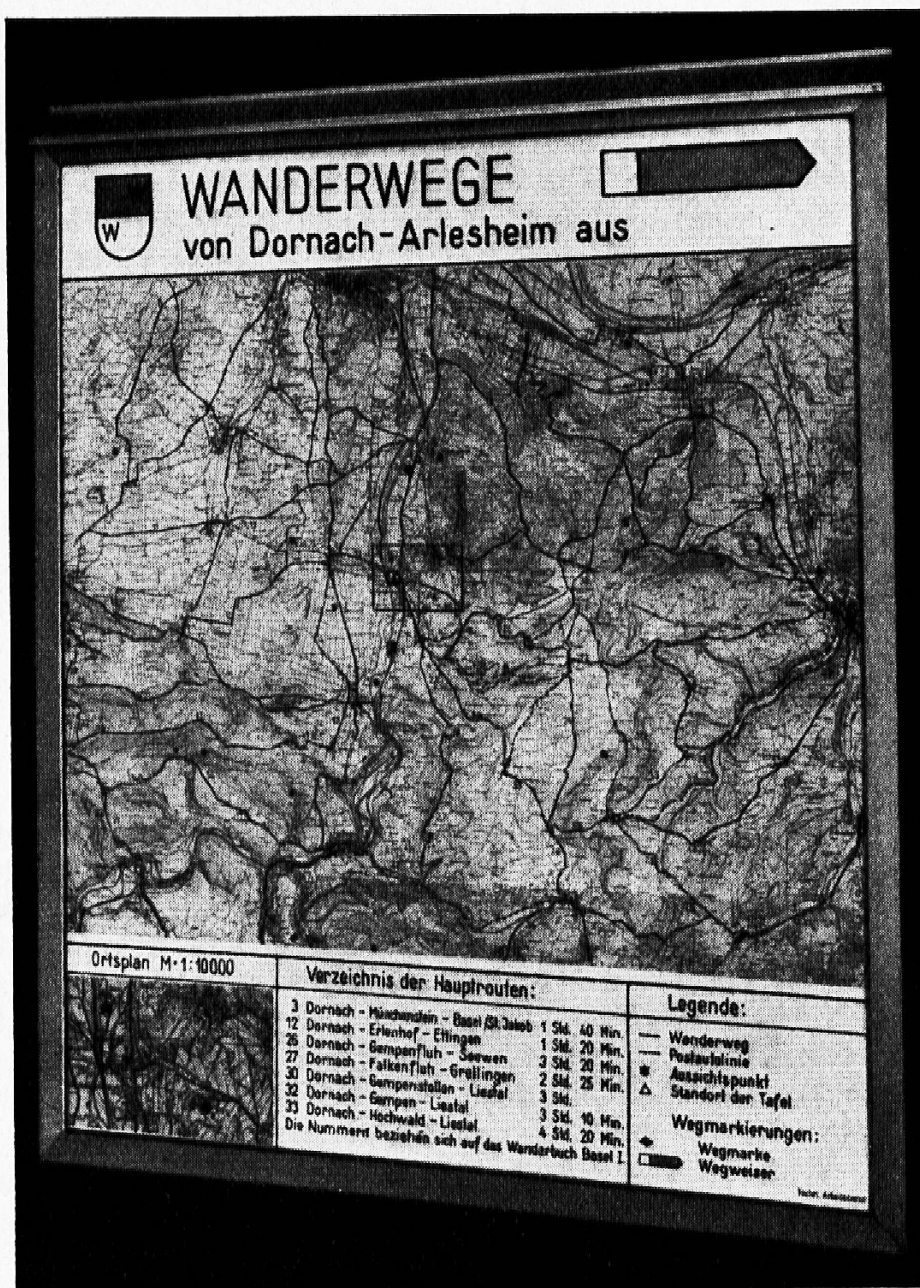 W
WANDERWEGE
von Dornach-Arlesheim aus
Ortsplan M·1:10000
Verzeichnis der Hauptrouten:
3 Dornach - Münchenstein - Basel/St. Jakob 1 Std. 40 Min.
12 Dornach - Erlenhof - Ettingen 1 Std. 20 Min.
26 Dornach - Gempenfluh - Seewen 3 Std. 20 Min.
27 Dornach - Falkenfluh - Grellingen 2 Std. 25 Min.
30 Dornach - Gempenstollen - Liestal 3 Std.
32 Dornach - Gempen - Liestal 3 Std. 10 Min.
33 Dornach - Hochwald - Liestal 4 Std. 20 Min.
Die Nummern beziehen sich auf das Wanderbuch Basel I.
Legende:
Wanderweg
Postautolinie
Aussichtspunkt
Standort der Tafel
Wegmarkierungen:
Wegmarke
Wegweiser